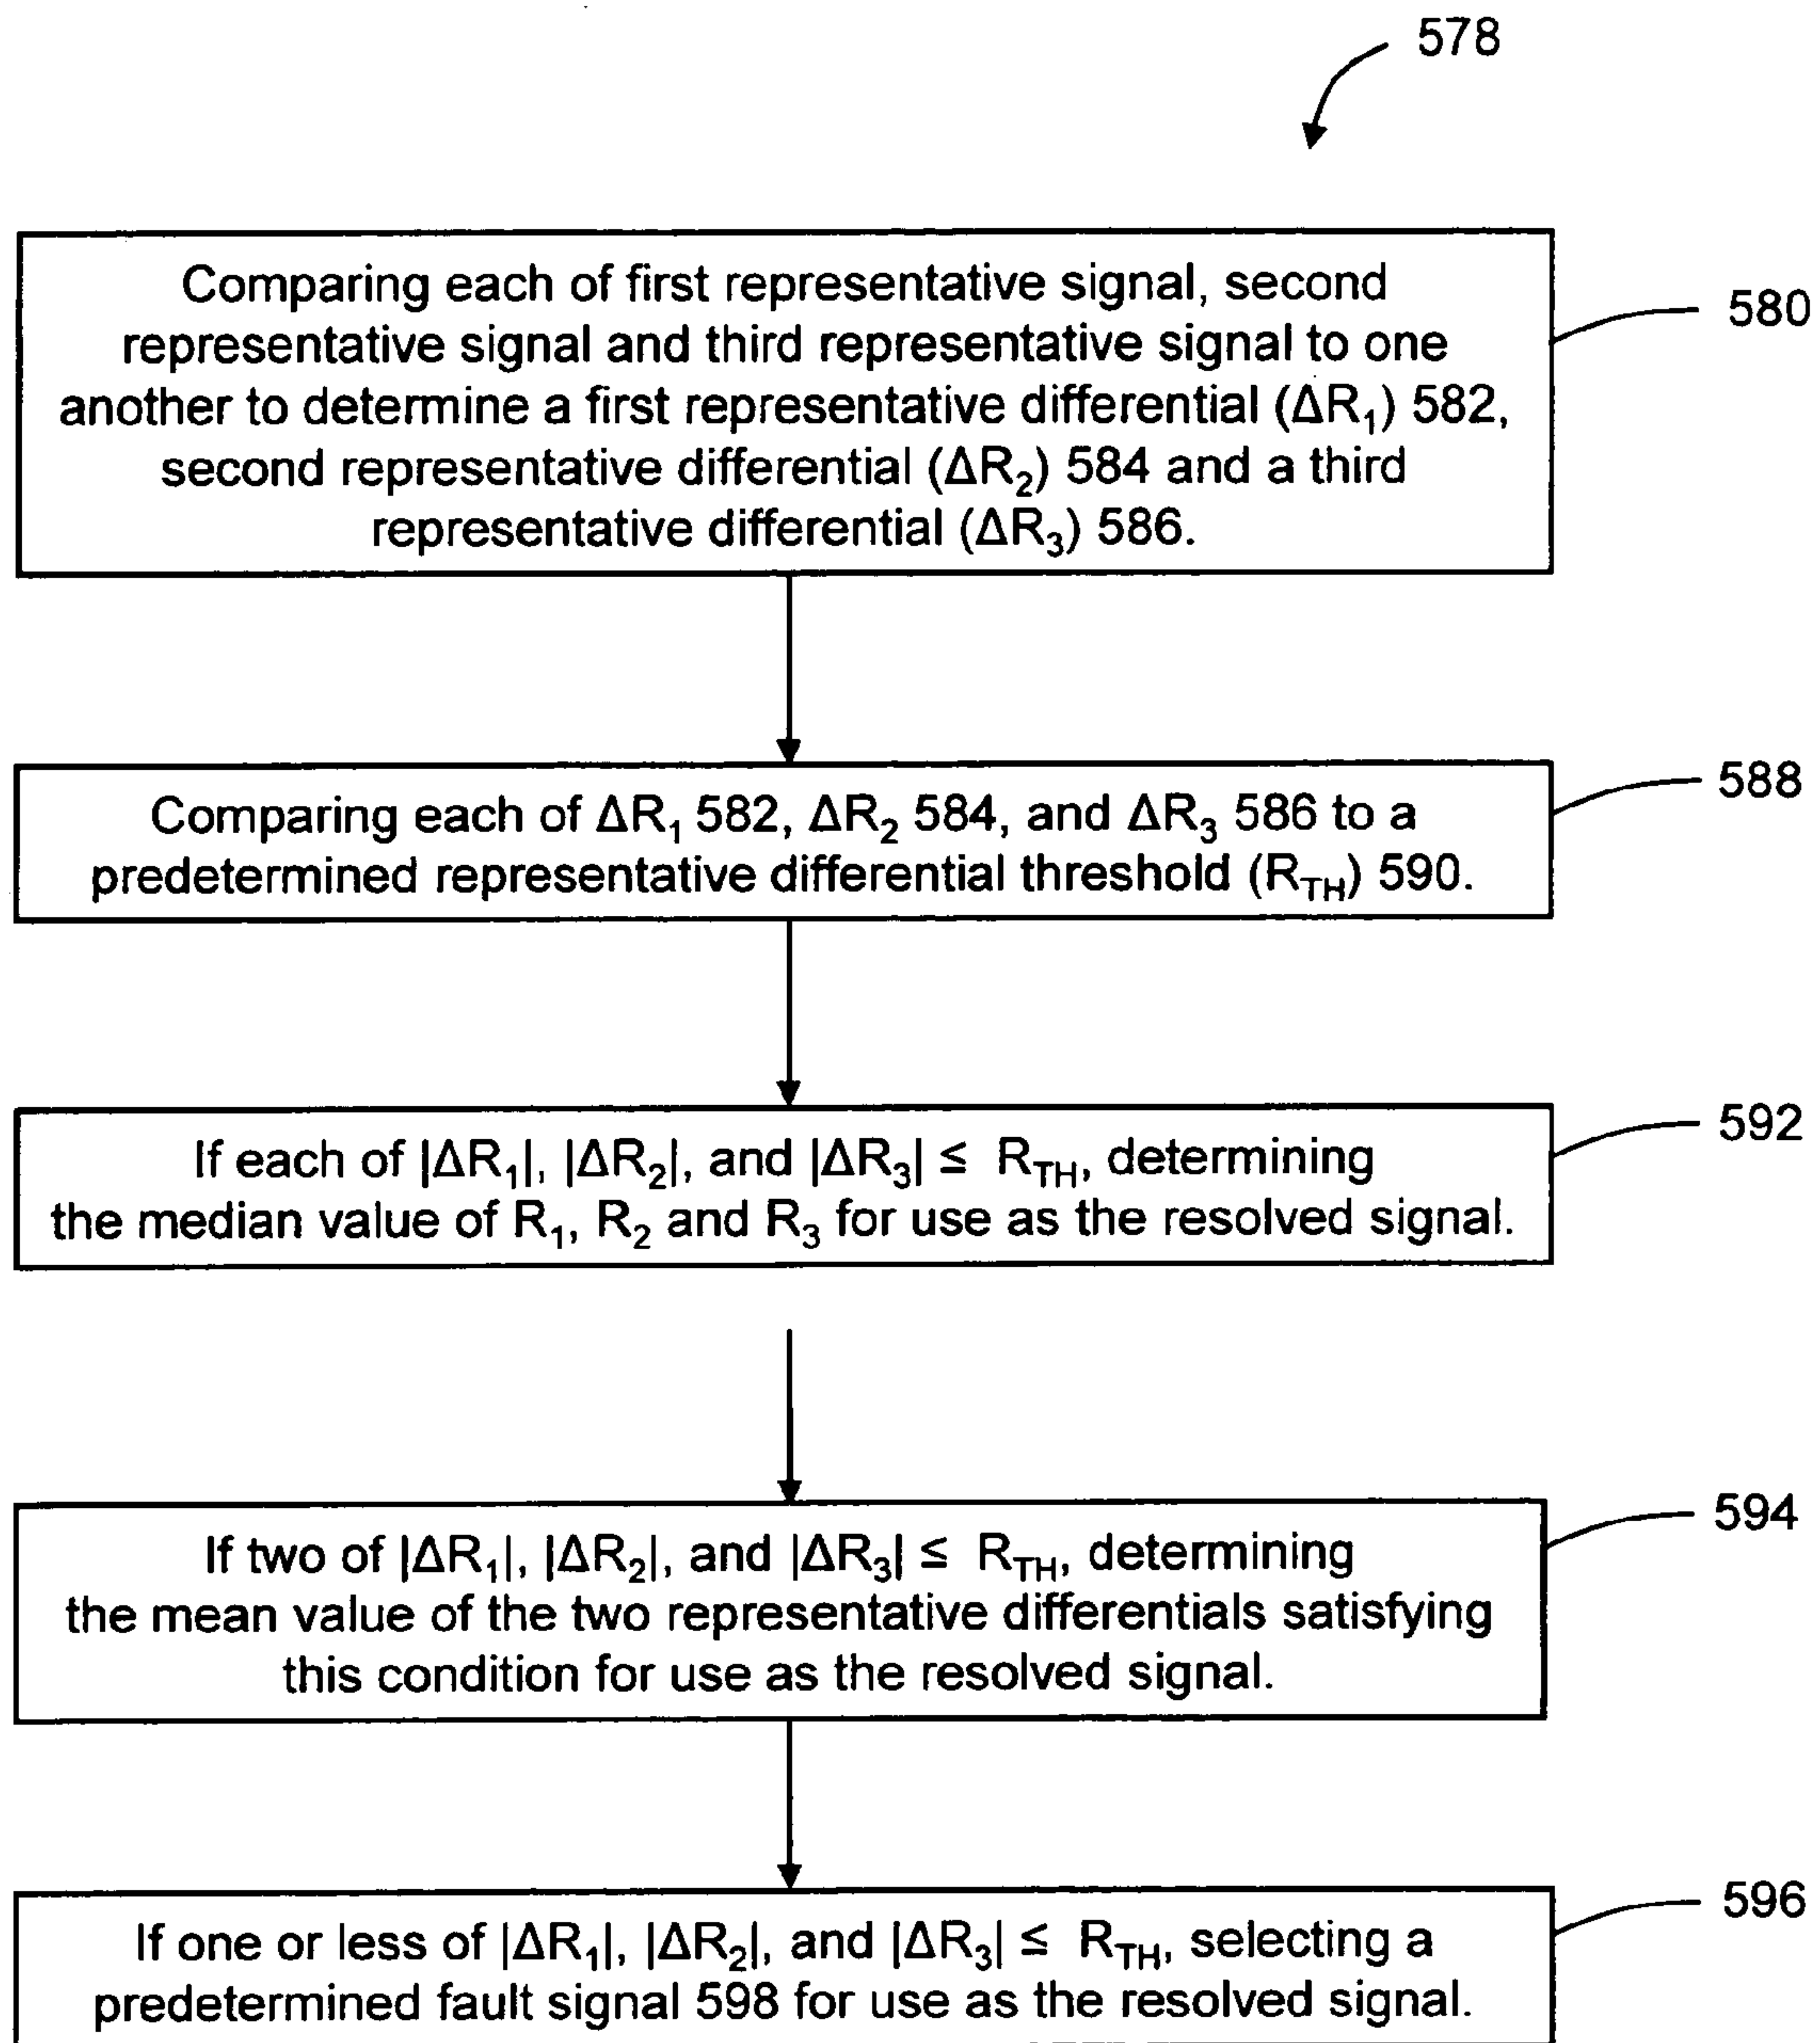 578
Comparing each of first representative signal, second
representative signal and third representative signal to one
another to determine a first representative differential (ΔR₁) 582,
second representative differential (ΔR₂) 584 and a third
representative differential (ΔR₃) 586.
580
Comparing each of ΔR₁ 582, ΔR₂ 584, and ΔR₃ 586 to a
predetermined representative differential threshold (R_TH) 590.
588
If each of |ΔR₁|, |ΔR₂|, and |ΔR₃| ≤ R_TH, determining
the median value of R₁, R₂ and R₃ for use as the resolved signal.
592
If two of |ΔR₁|, |ΔR₂|, and |ΔR₃| ≤ R_TH, determining
the mean value of the two representative differentials satisfying
this condition for use as the resolved signal.
594
If one or less of |ΔR₁|, |ΔR₂|, and |ΔR₃| ≤ R_TH, selecting a
predetermined fault signal 598 for use as the resolved signal.
596